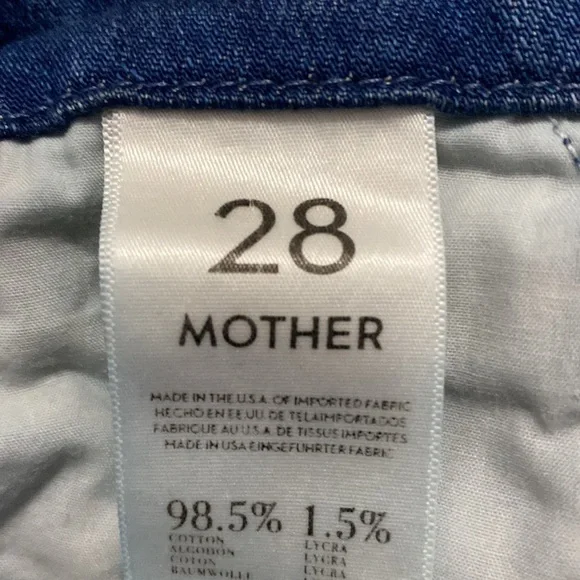 28
MOTHER
MADE IN THE U.S.A. OF IMPORTED FABRIC
HECHO EN EE.UU. DE TELA IMPORTADOS
FABRIQUE AU U.S.A. DE TISSUS IMPORTES
MADE IN USA EINGEFUHRTER FABRIC
98.5% 1.5%
COTTON LYCRA
ALGODON LYCRA
COTON LYCRA
BAUMWOLLE LYCRA